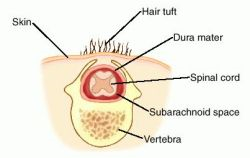 Hair tuft
Skin
Dura mater
Spinal cord
Subarachnoid space
Vertebra